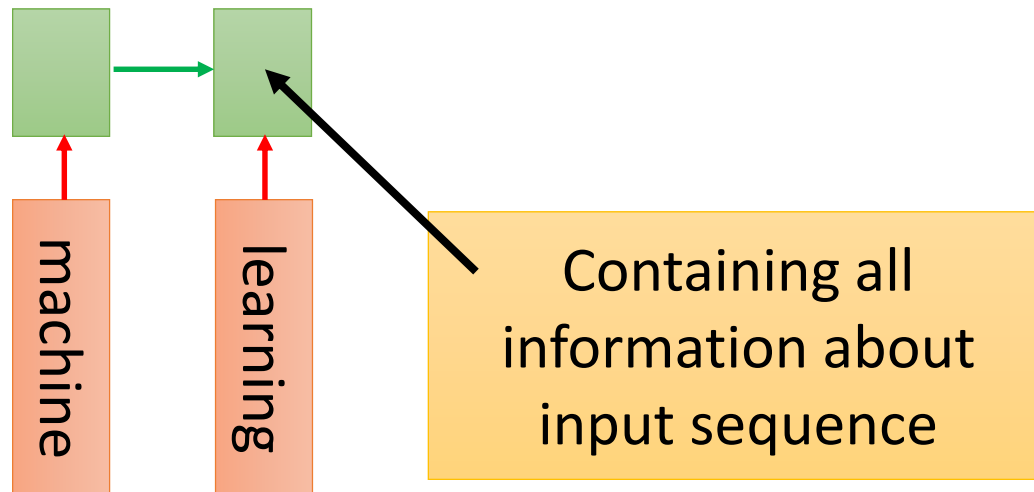 machine
learning
Containing all
information about
input sequence